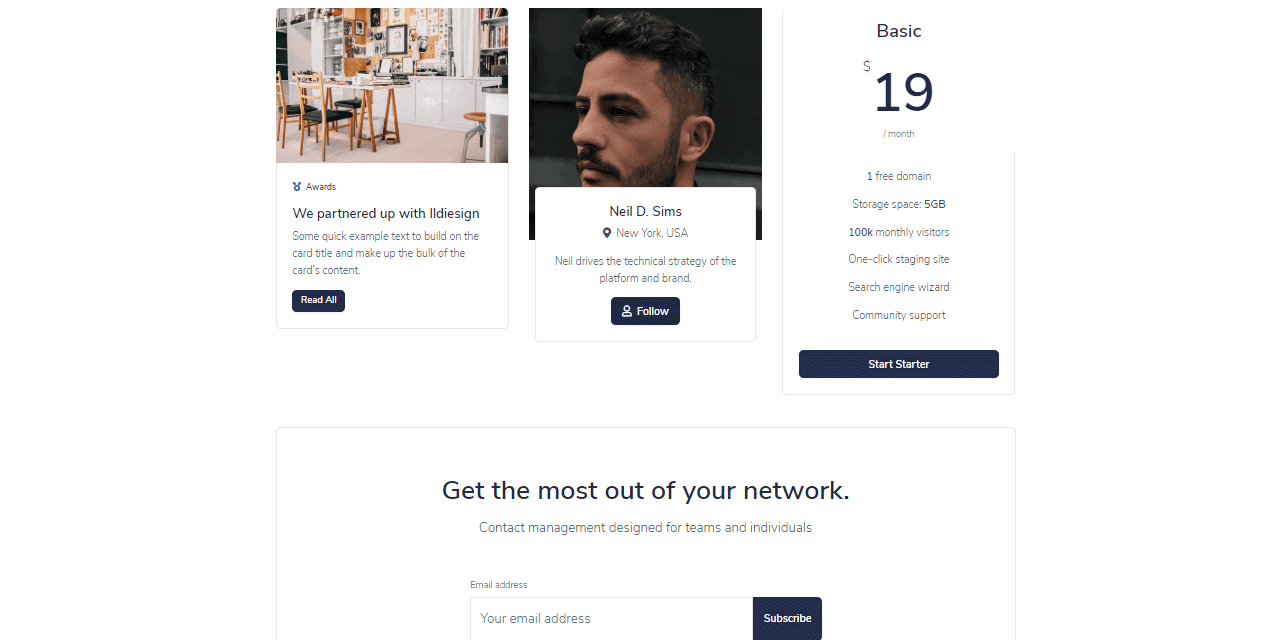 Awards
We partnered up with Ildiesign
Some quick example text to build on the
card title and make up the bulk of the
card's content.
Read All
Neil D. Sims
New York, USA
Neil drives the technical strategy of the
platform and brand.
Follow
Basic
$
19
/ month
1 free domain
Storage space: 5GB
100k monthly visitors
One-click staging site
Search engine wizard
Community support
Start Starter
Get the most out of your network.
Contact management designed for teams and individuals
Email address
Your email address
Subscribe